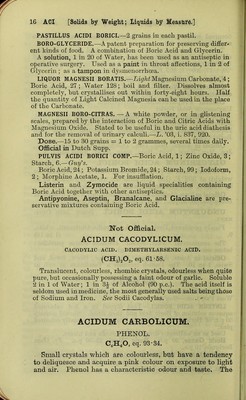 16 ACI [Solids by Weight; Liquids by Measure.]
PASTILLUS ACIDI BORICI.—2 grains in each pastil.
BORO-GLYCERIDE.—A patent preparation for preserving differ-
ent kinds of food. A combination of Boric Acid and Glycerin.
A solution, 1 in 20 of Water, has been used as an antiseptic in
operative surgery. Used as a paint in throat affections, 1 in 2 of
Glycerin; as a tampon in dysmenorrhœa.
LIQUOR MAGNESII BORATIS.—Light Magnesium Carbonate, 4;
Boric Acid, 27; Water 128; boil and filter. Dissolves almost
completely, but crystallises out within forty-eight hours. Half
the quantity of Light Calcined Magnesia can be used in the place
of the Carbonate.
MAGNESII BORO-CITRAS. — A white powder, or in glistening
scales, prepared by the interaction of Boric and Citric Acids with
Magnesium Oxide. Stated to be useful in the uric acid diathesis
and for the removal of urinary calculi.—L. '03, i. 837, 920.
Dose.—15 to 30 grains = 1 to 2 grammes, several times daily.
Official in Dutch Supp.
PULVIS ACIDI BORICI COMP.—Boric Acid, 1; Zinc Oxide, 3;
Starch, 6.—Guy's.
Boric Acid, 24; Potassium Bromide, 24; Starch, 99; Iodoform,
2; Morphine Acetate, 1. For insufflation.
Listerin and Zymocide are liquid specialities containing
Boric Acid together with other antiseptics.
Antipyonine, Aseptin, Branalcane, and Glacialine are pre-
servative mixtures containing Boric Acid.
Not Official.
ACIDUM CACODYLICUM.
CACODYLIC ACID. DIMETHYLARSENIC ACID.
Translucent, colourless, rhombic crystals, odourless when quite
pure, but occasionally possessing a faint odour of garlic. Soluble
2 in 1 of Water; 1 in 3½ of Alcohol (90 p.c.). The acid itself is
seldom used in medicine, the most generally used salts being those
of Sodium and Iron. See Sodii Cacodylas.
ACIDUM CARBOLICUM.
PHENOL.
C₆H₆O, eq. 93·34.
Small crystals which are colourless, but have a tendency
to deliquesce and acquire a pink colour on exposure to light
and air. Phenol has a characteristic odour and taste. The